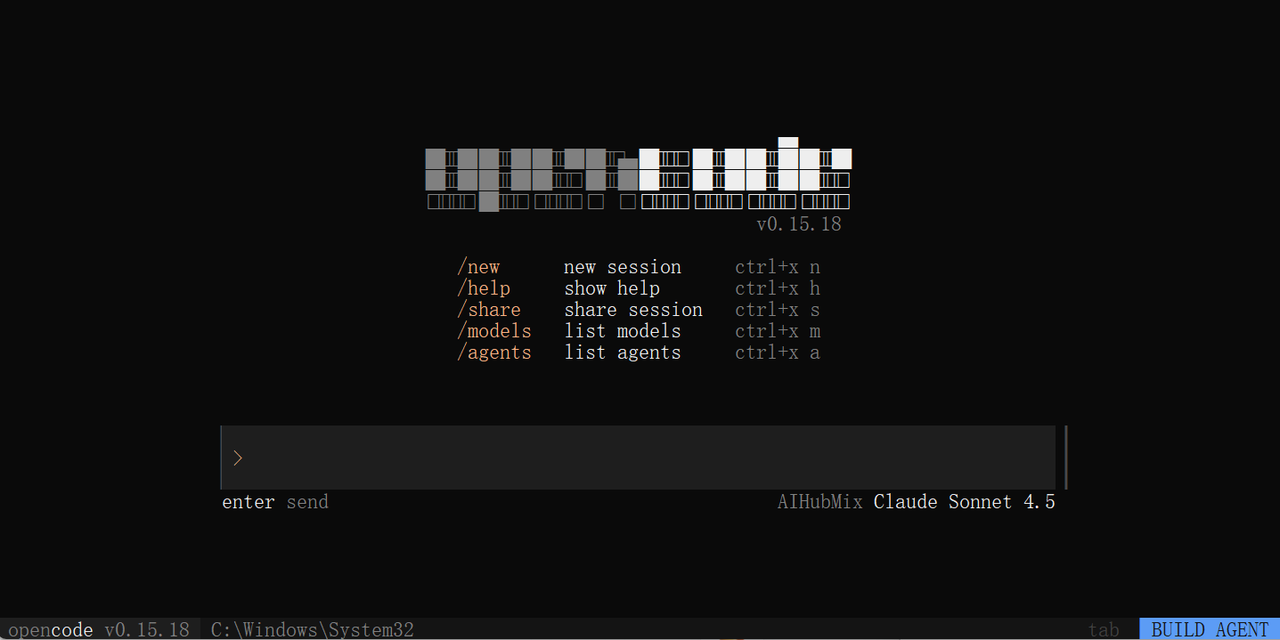 v0.15.18
/new new session ctrl+x n
/help show help ctrl+x h
/share share session ctrl+x s
/models list models ctrl+x m
/agents list agents ctrl+x a
>
enter send AIHubMix Claude Sonnet 4.5
opencode v0.15.18 C:\Windows\System32 tab BUILD AGENT